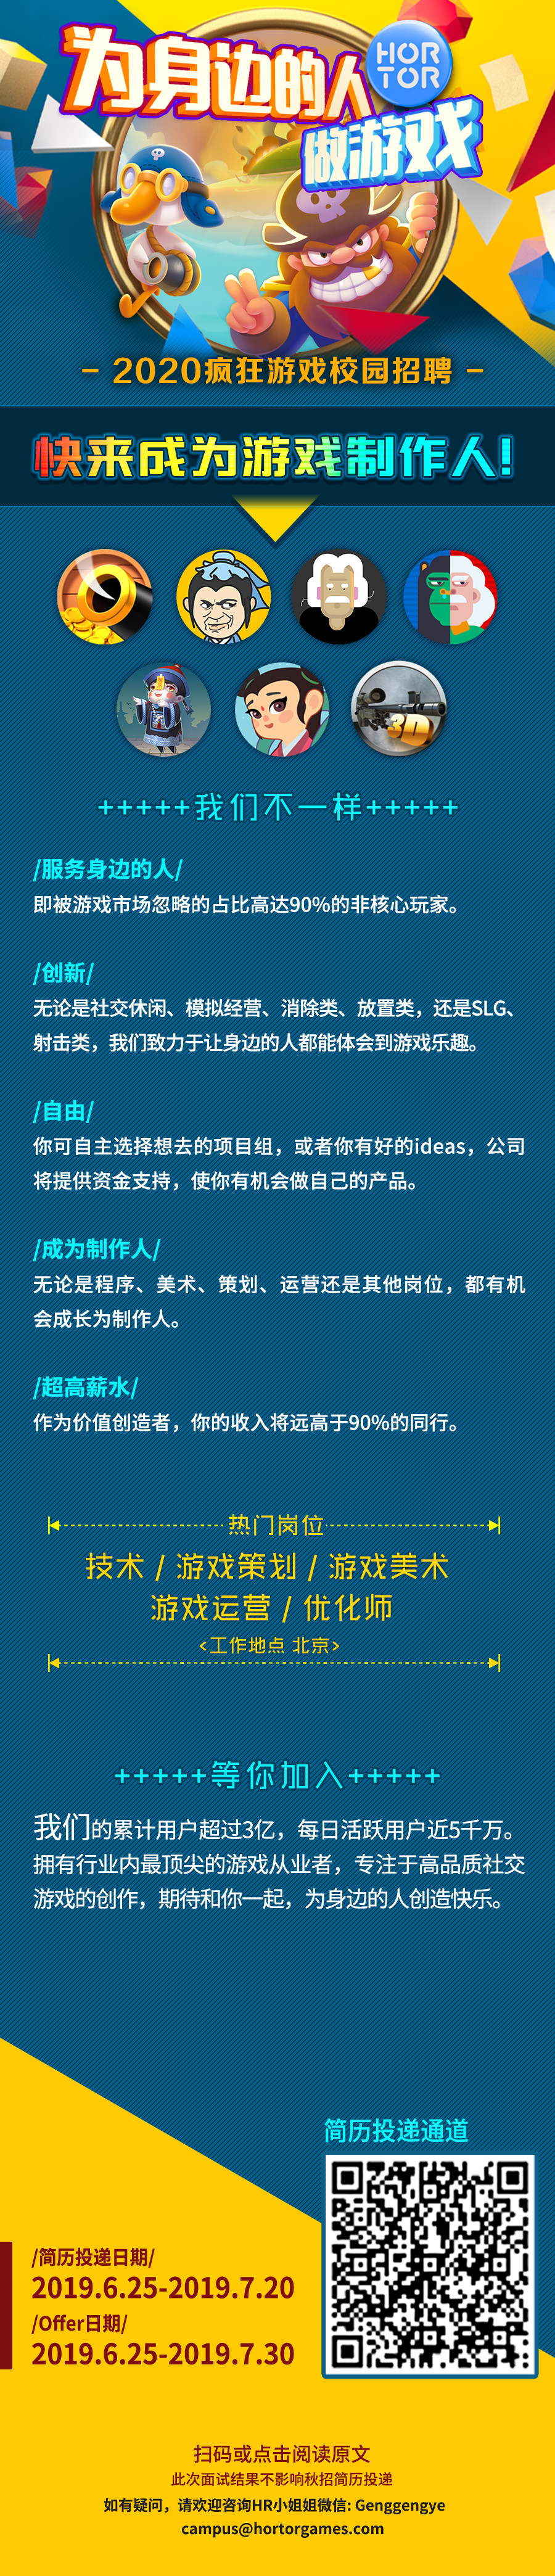 为身边的人
HOR
TOR
做游戏
- 2020疯狂游戏校园招聘 -
快来成为游戏制作人!
3D
+++++我们不一样+++++
/服务身边的人/
即被游戏市场忽略的占比高达90%的非核心玩家。
/创新/
无论是社交休闲、模拟经营、消除类、放置类，还是SLG、
射击类，我们致力于让身边的人都能体会到游戏乐趣。
/自由/
你可自主选择想去的项目组，或者你有好的ideas，公司
将提供资金支持，使你有机会做自己的产品。
/成为制作人/
无论是程序、美术、策划、运营还是其他岗位，都有机
会成长为制作人。
/超高薪水/
作为价值创造者，你的收入将远高于90%的同行。
热门岗位
技术 / 游戏策划 / 游戏美术
游戏运营 / 优化师
<工作地点 北京>
+++++等你加入+++++
我们的累计用户超过3亿，每日活跃用户近5千万。
拥有行业内最顶尖的游戏从业者，专注于高品质社交
游戏的创作，期待和你一起，为身边的人创造快乐。
简历投递通道
/简历投递日期/
2019.6.25-2019.7.20
/Offer日期/
2019.6.25-2019.7.30
扫码或点击阅读原文
此次面试结果不影响秋招简历投递
如有疑问，请欢迎咨询HR小姐姐微信: Genggengye
campus@hortorgames.com